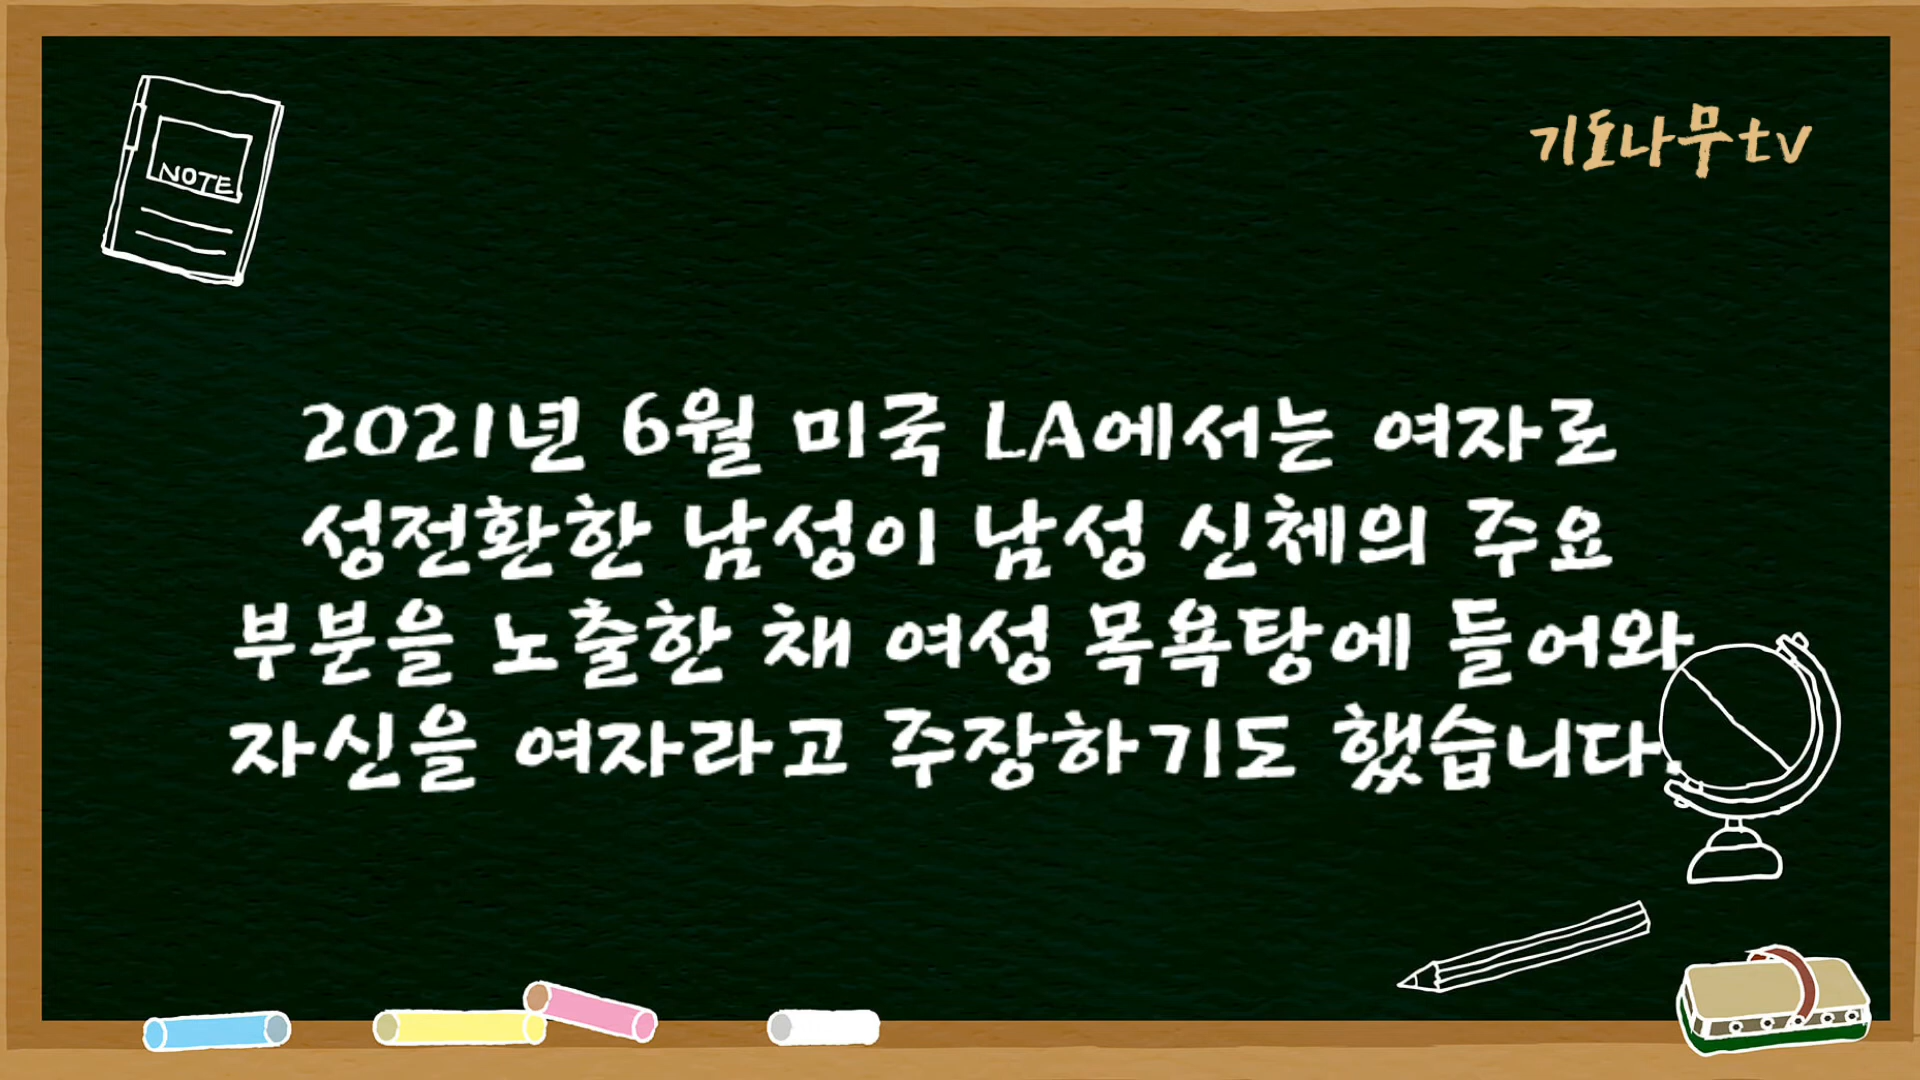 NOTE
기도나무tv
2021년 6월 미국 LA에서는 여자로
성전환한 남성이 남성 신체의 주요
부분을 노출한 채 여성 목욕탕에 들어와
자신을 여자라고 주장하기도 했습니다.